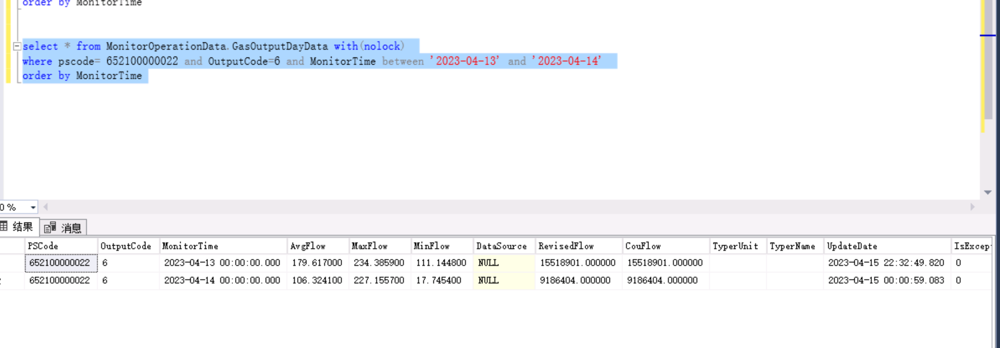 order by MonitorTime
select * from MonitorOperationData.GasOutputDayData with(nolock)
where pscode= 652100000022 and OutputCode=6 and MonitorTime between '2023-04-13' and '2023-04-14'
order by MonitorTime
0 %
结果 消息
PSCode OutputCode MonitorTime AvgFlow MaxFlow MinFlow DataSource RevisedFlow CouFlow TyperUnit TyperName UpdateDate IsExcep
652100000022 6 2023-04-13 00:00:00.000 179.617000 234.385900 111.144800 NULL 15518901.000000 15518901.000000 2023-04-15 22:32:49.820 0
652100000022 6 2023-04-14 00:00:00.000 106.324100 227.155700 17.745400 NULL 9186404.000000 9186404.000000 2023-04-15 00:00:59.083 0